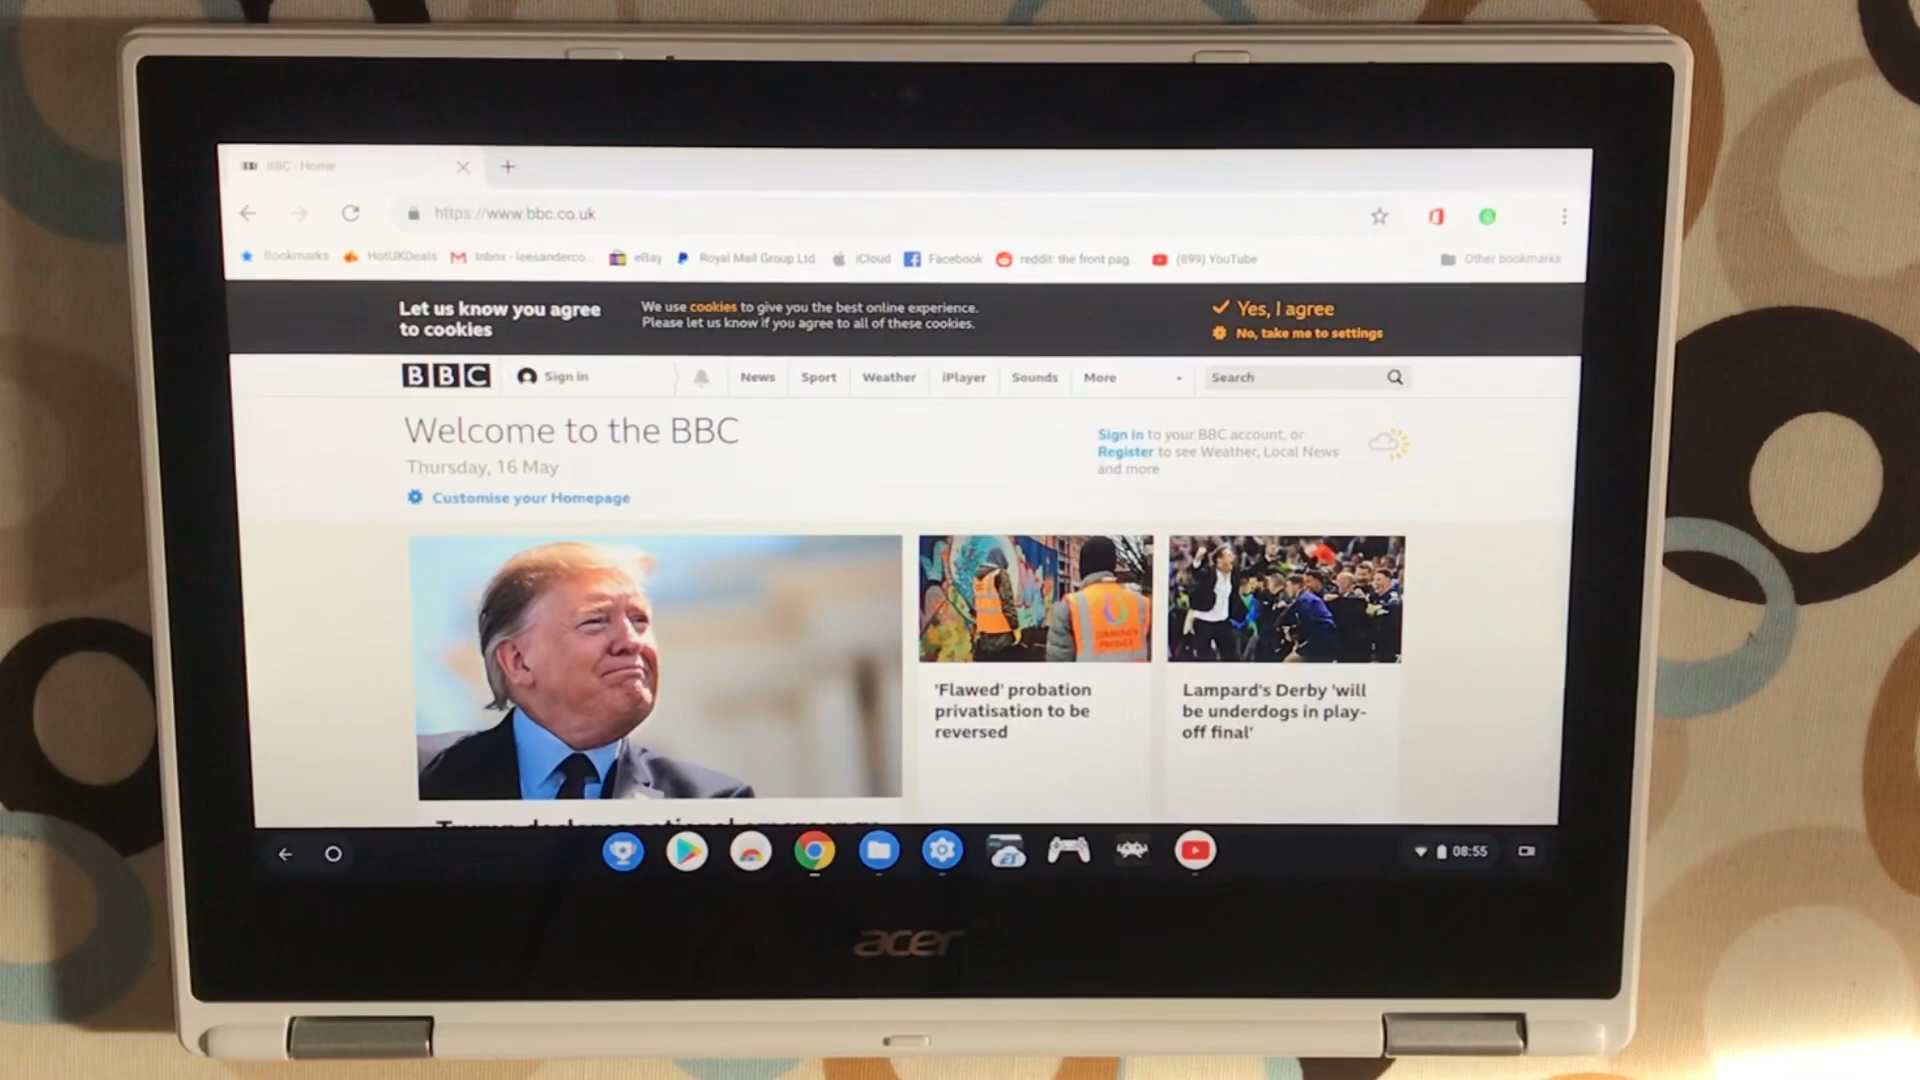 BBC - Home
https://www.bbc.co.uk
Bookmarks HotUKDeals Inbox - leesanderco... eBay Royal Mail Group Ltd iCloud Facebook reddit: the front pag... (899) YouTube Other bookmarks
Let us know you agree
to cookies
We use cookies to give you the best online experience.
Please let us know if you agree to all of these cookies.
Yes, I agree
No, take me to settings
BBC Sign in News Sport Weather iPlayer Sounds More Search
Welcome to the BBC
Thursday, 16 May
Customise your Homepage
Sign in to your BBC account, or
Register to see Weather, Local News
and more
'Flawed' probation
privatisation to be
reversed
Lampard's Derby 'will
be underdogs in play-
off final'
08:55
acer